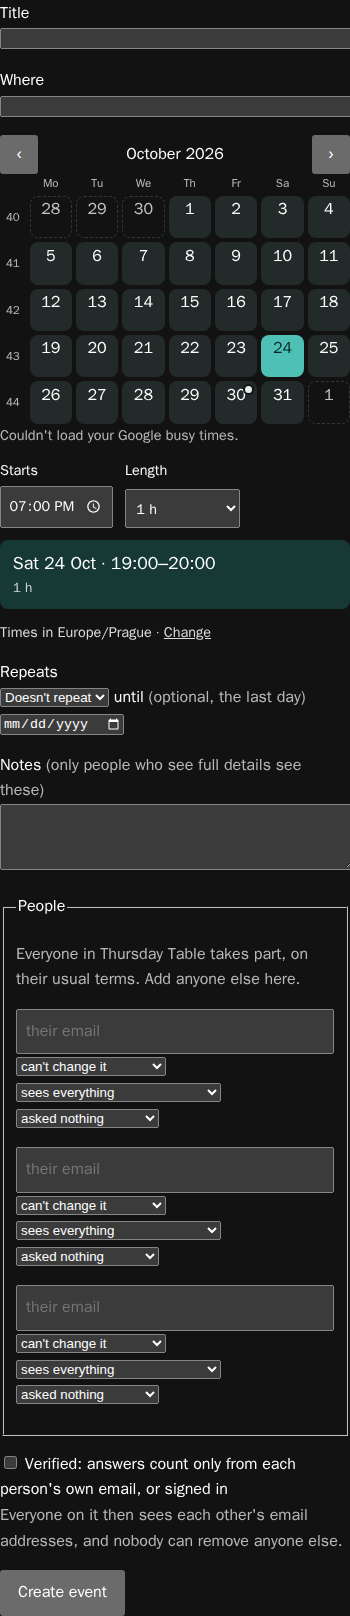 Title
Where
‹ October 2026 ›
Mo Tu We Th Fr Sa Su
40 28 29 30 1 2 3 4
41 5 6 7 8 9 10 11
42 12 13 14 15 16 17 18
43 19 20 21 22 23 24 25
44 26 27 28 29 30 31 1
Couldn't load your Google busy times.
Starts Length
07:00 PM 1 h
Sat 24 Oct · 19:00–20:00
1 h
Times in Europe/Prague · Change
Repeats
Doesn't repeat until (optional, the last day)
mm/dd/yyyy
Notes (only people who see full details see
these)
People
Everyone in Thursday Table takes part, on
their usual terms. Add anyone else here.
their email
can't change it
sees everything
asked nothing
their email
can't change it
sees everything
asked nothing
their email
can't change it
sees everything
asked nothing
Verified: answers count only from each
person's own email, or signed in
Everyone on it then sees each other's email
addresses, and nobody can remove anyone else.
Create event